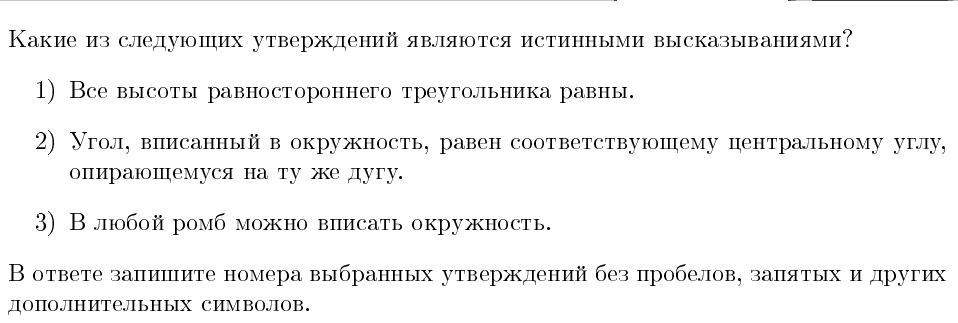 Какие из следующих утверждений являются истинными высказываниями?
1) Все высоты равностороннего треугольника равны.
2) Угол, вписанный в окружность, равен соответствующему центральному углу,
опирающемуся на ту же дугу.
3) В любой ромб можно вписать окружность.
В ответе запишите номера выбранных утверждений без пробелов, запятых и других
дополнительных символов.